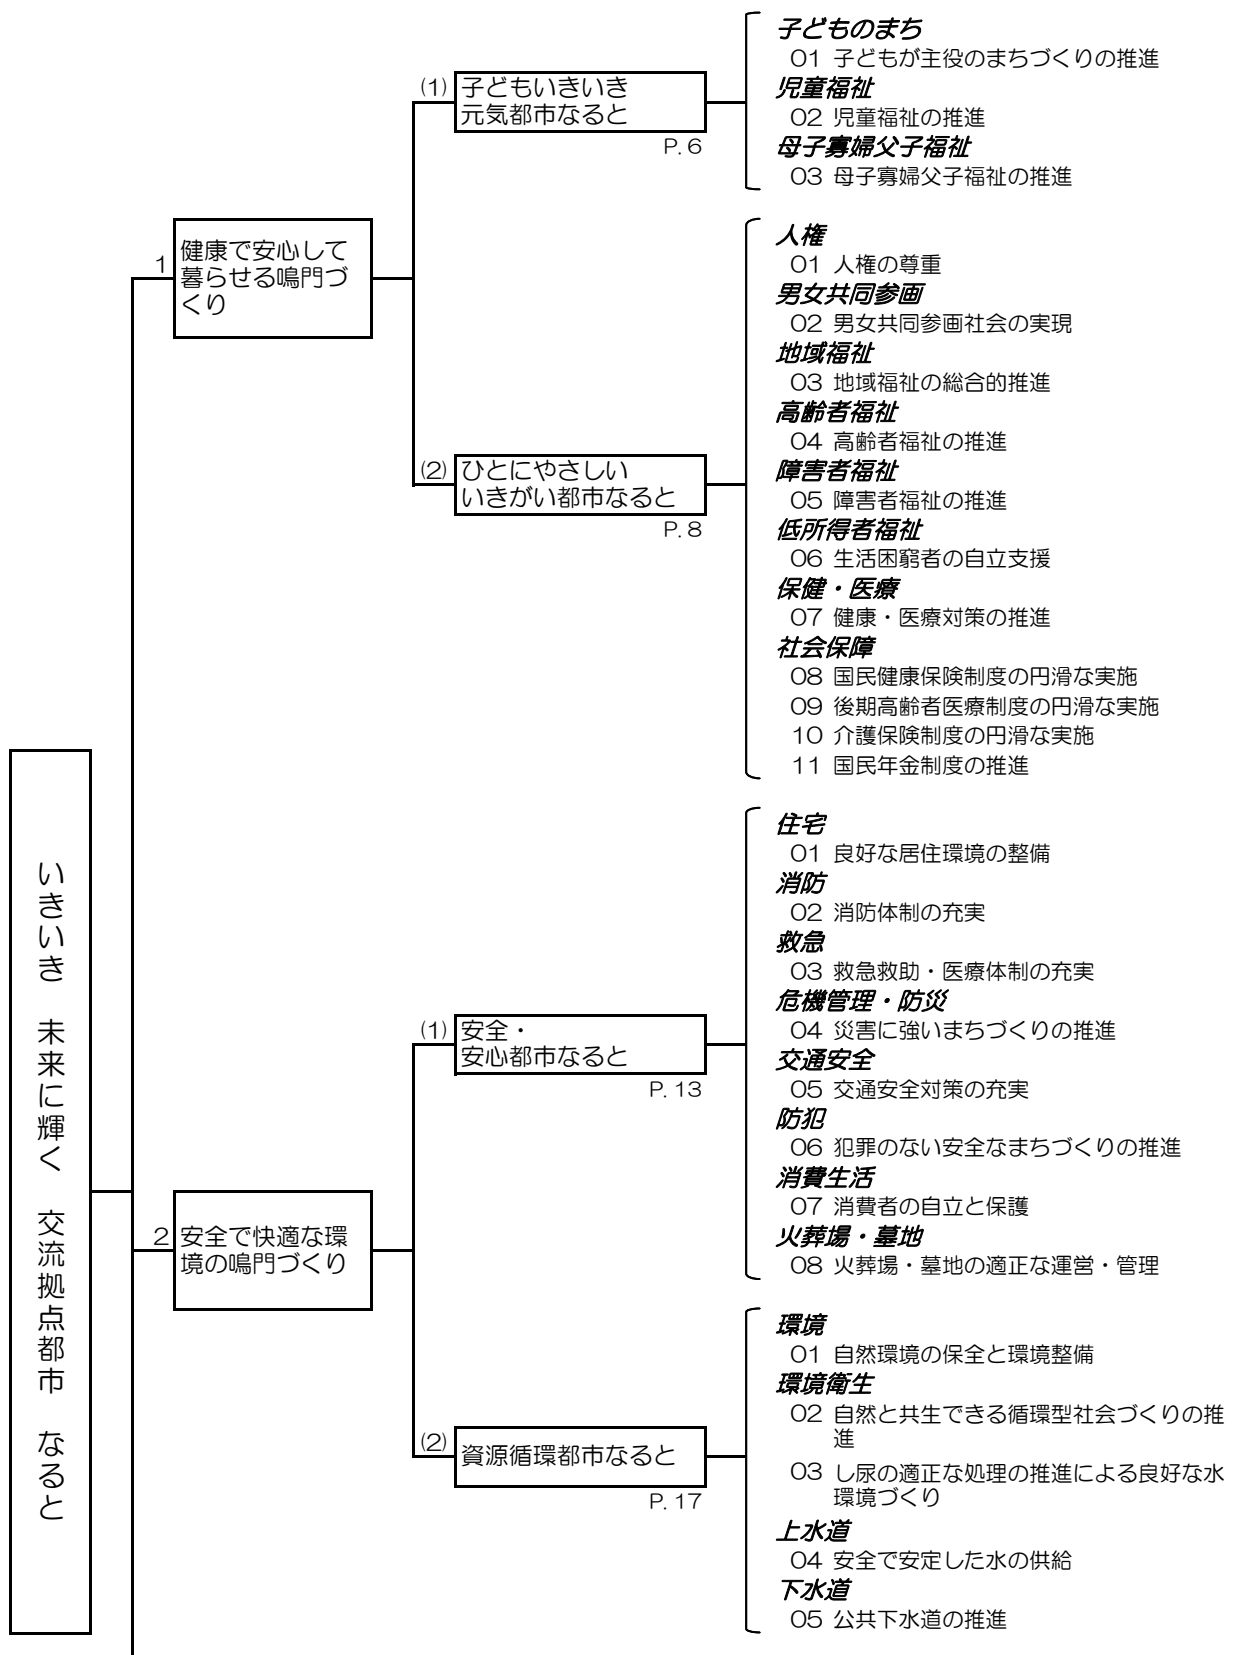 いきいき　未来に輝く　交流拠点都市　なると
1 健康で安心して
暮らせる鳴門づ
くり
(1) 子どもいきいき
元気都市なると
P. 6
子どものまち
01 子どもが主役のまちづくりの推進
児童福祉
02 児童福祉の推進
母子寡婦父子福祉
03 母子寡婦父子福祉の推進
(2) ひとにやさしい
いきがい都市なると
P. 8
人権
01 人権の尊重
男女共同参画
02 男女共同参画社会の実現
地域福祉
03 地域福祉の総合的推進
高齢者福祉
04 高齢者福祉の推進
障害者福祉
05 障害者福祉の推進
低所得者福祉
06 生活困窮者の自立支援
保健・医療
07 健康・医療対策の推進
社会保障
08 国民健康保険制度の円滑な実施
09 後期高齢者医療制度の円滑な実施
10 介護保険制度の円滑な実施
11 国民年金制度の推進
2 安全で快適な環
境の鳴門づくり
(1) 安全・
安心都市なると
P. 13
住宅
01 良好な居住環境の整備
消防
02 消防体制の充実
救急
03 救急救助・医療体制の充実
危機管理・防災
04 災害に強いまちづくりの推進
交通安全
05 交通安全対策の充実
防犯
06 犯罪のない安全なまちづくりの推進
消費生活
07 消費者の自立と保護
火葬場・墓地
08 火葬場・墓地の適正な運営・管理
(2) 資源循環都市なると
P. 17
環境
01 自然環境の保全と環境整備
環境衛生
02 自然と共生できる循環型社会づくりの推
進
03 し尿の適正な処理の推進による良好な水
環境づくり
上水道
04 安全で安定した水の供給
下水道
05 公共下水道の推進